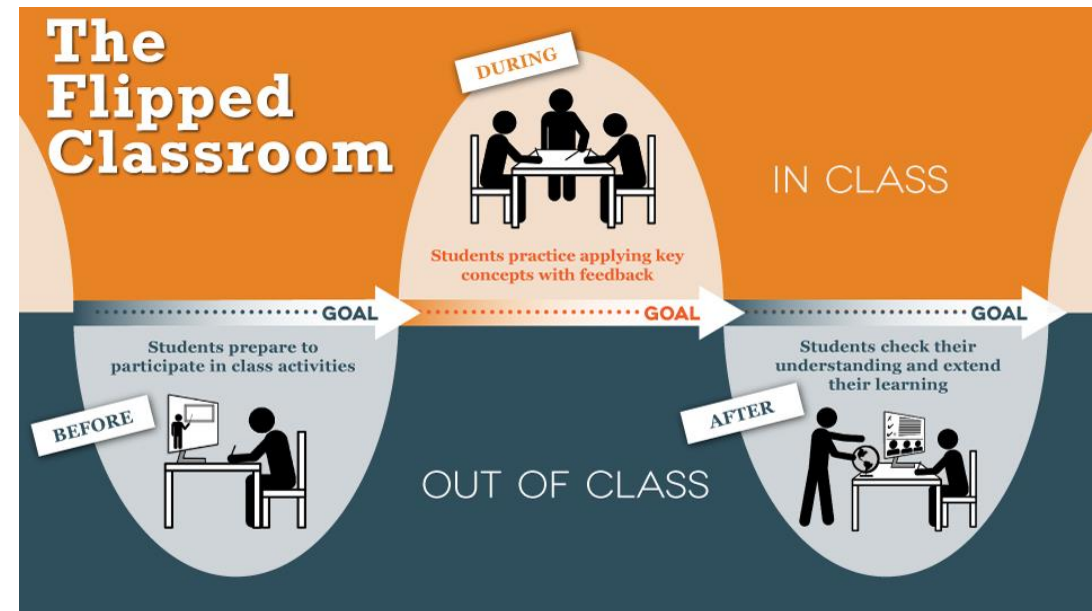 The
Flipped
Classroom
DURING
IN CLASS
Students practice applying key
concepts with feedback
GOAL
GOAL
GOAL
Students prepare to
participate in class activities
BEFORE
OUT OF CLASS
Students check their
understanding and extend
their learning
AFTER